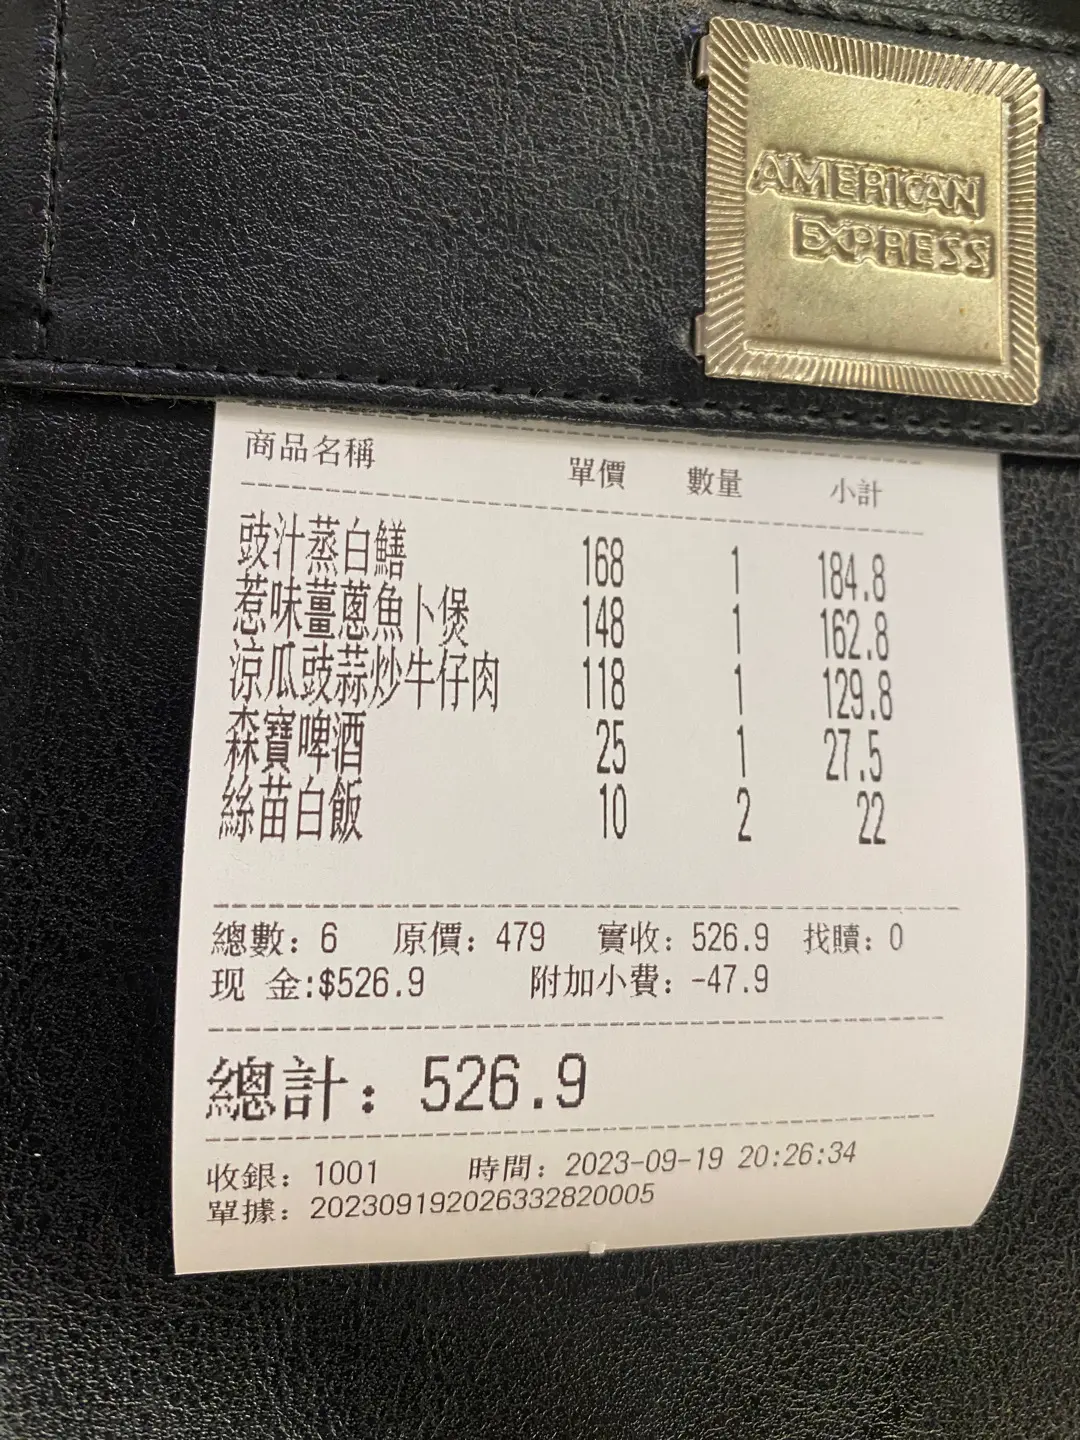 AMERICAN
EXPRESS
商品名稱 單價 數量 小計
豉汁蒸白鱔 168 1 184.8
惹味薑蔥魚卜煲 148 1 162.8
涼瓜豉蒜炒牛仔肉 118 1 129.8
森寶啤酒 25 1 27.5
絲苗白飯 10 2 22
總數: 6 原價: 479 實收: 526.9 找贖: 0
现 金:$526.9 附加小費: -47.9
總計: 526.9
收銀: 1001 時間: 2023-09-19 20:26:34
單據: 202309192026332820005